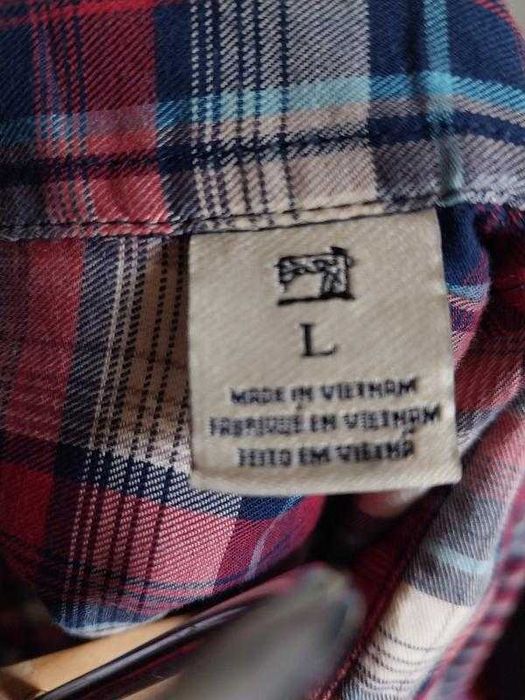 L
MADE IN VIETNAM
FABRIQUÉ EN VIETNAM
FEITO EM VIETNÃ